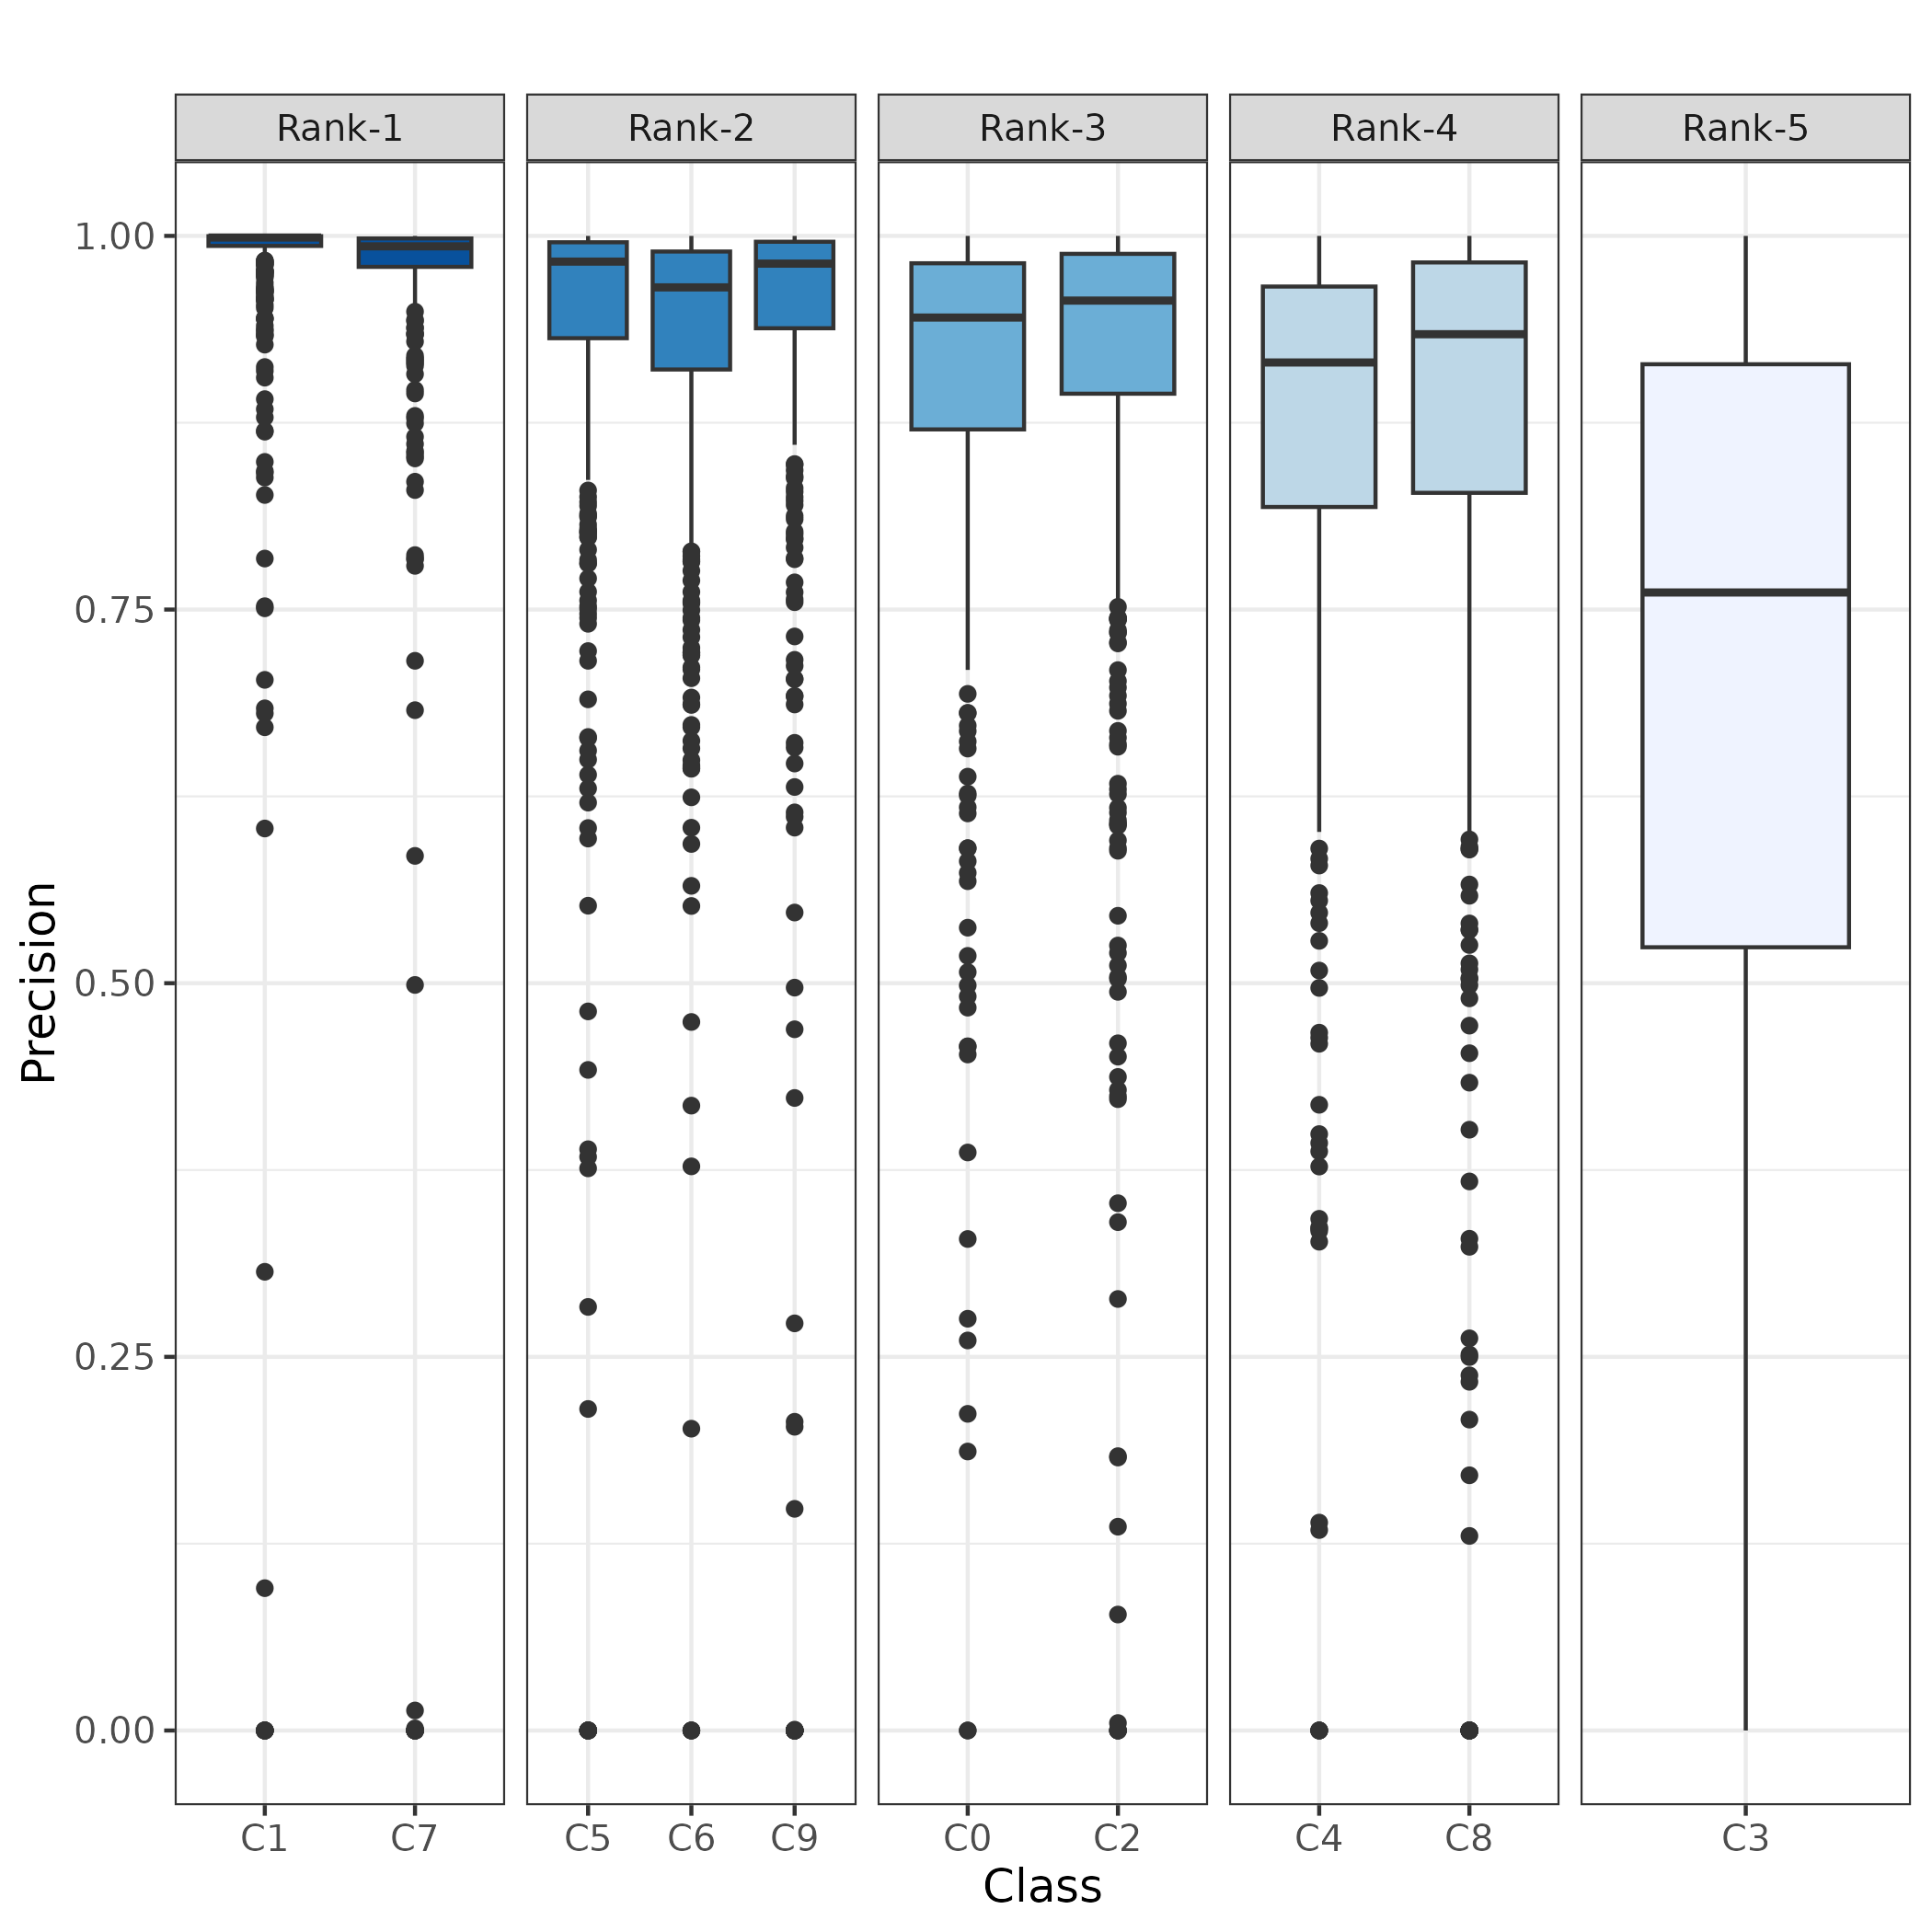 Rank-1 Rank-2 Rank-3 Rank-4 Rank-5
1.00
0.75
0.50
0.25
0.00
Precision
C1 C7 C5 C6 C9 C0 C2 C4 C8 C3
Class